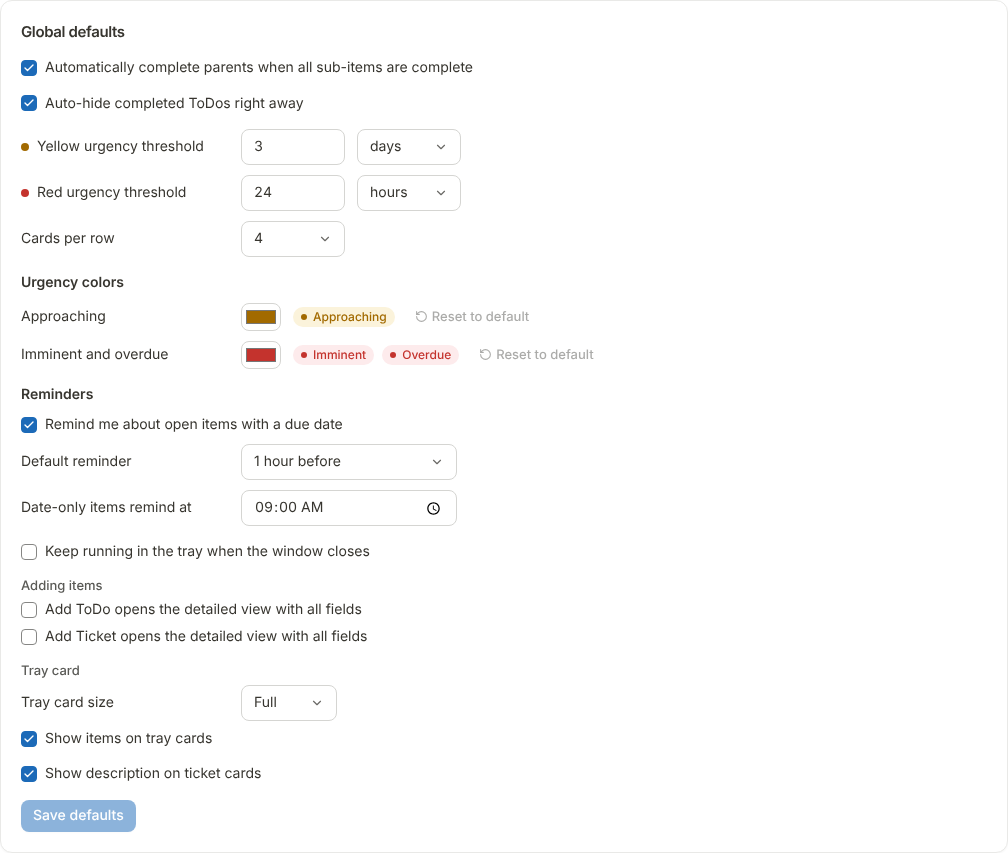 Global defaults
Automatically complete parents when all sub-items are complete
Auto-hide completed ToDos right away
Yellow urgency threshold 3 days
Red urgency threshold 24 hours
Cards per row 4
Urgency colors
Approaching Approaching Reset to default
Imminent and overdue Imminent Overdue Reset to default
Reminders
Remind me about open items with a due date
Default reminder 1 hour before
Date-only items remind at 09:00 AM
Keep running in the tray when the window closes
Adding items
Add ToDo opens the detailed view with all fields
Add Ticket opens the detailed view with all fields
Tray card
Tray card size Full
Show items on tray cards
Show description on ticket cards
Save defaults